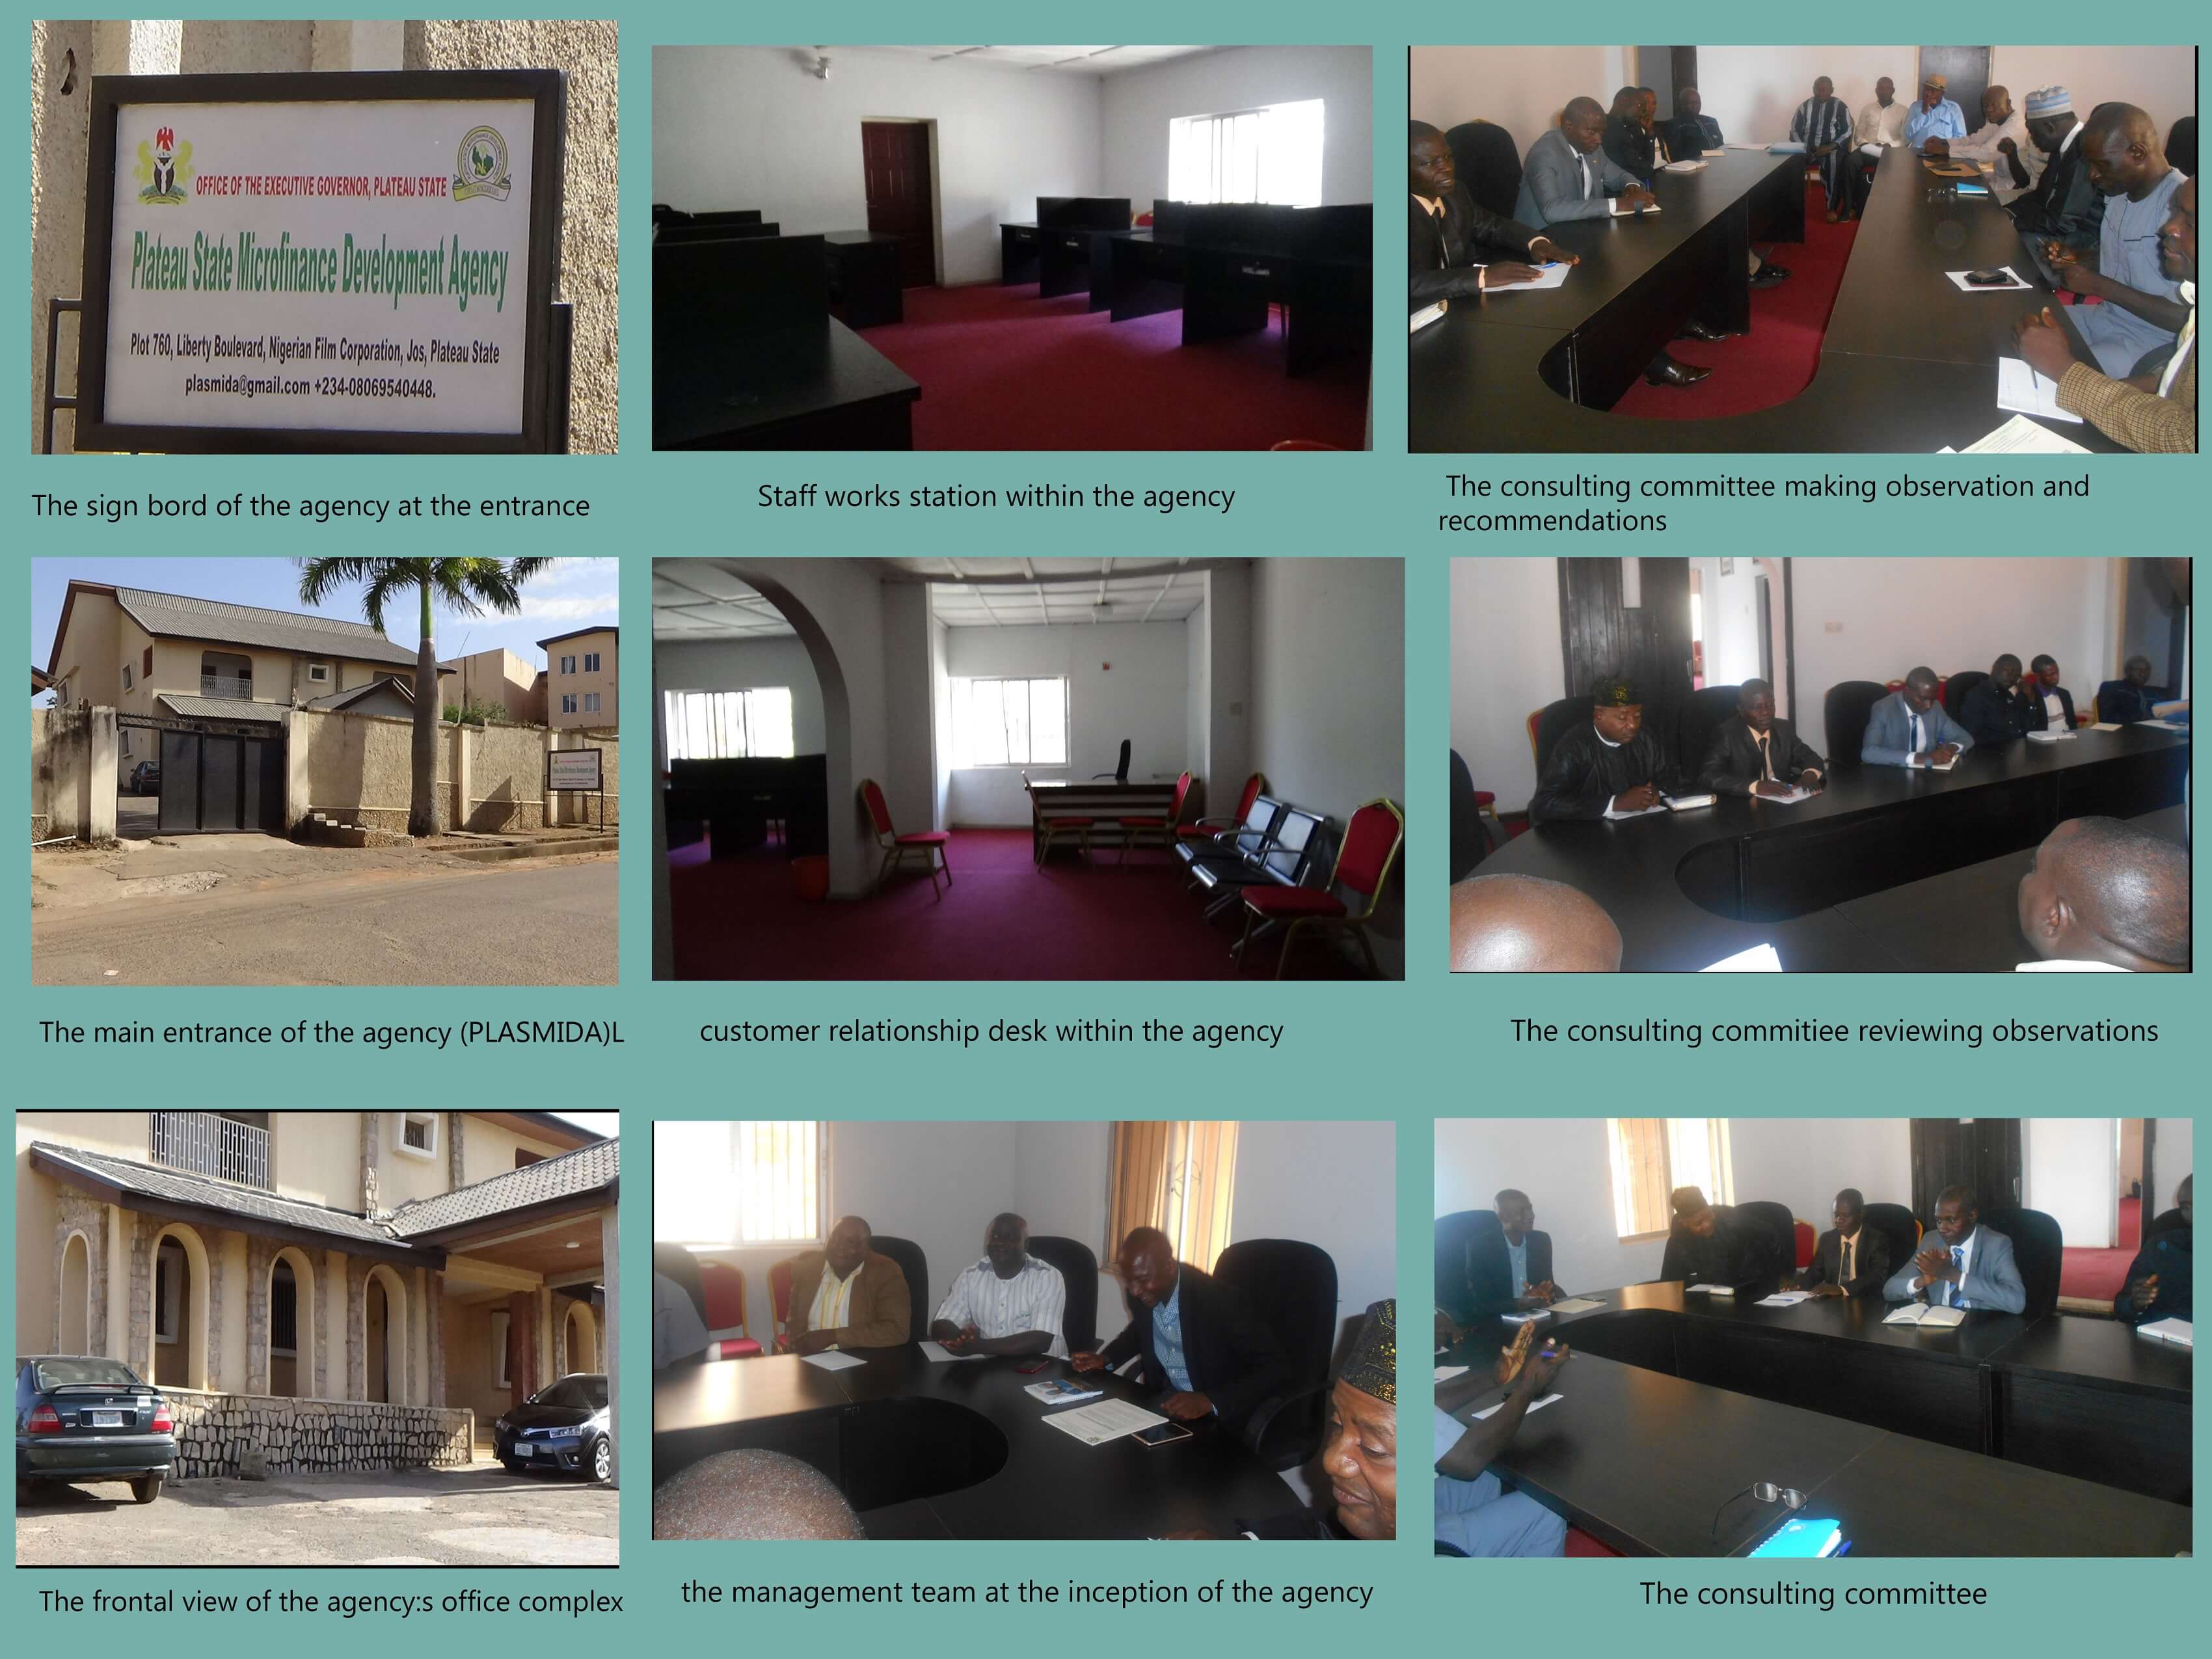 OFFICE OF THE EXECUTIVE GOVERNOR, PLATEAU STATE
Plateau State Microfinance Development Agency
Plot 760, Liberty Boulevard, Nigerian Film Corporation, Jos, Plateau State
plasmida@gmail.com +234-08069540448.
The sign bord of the agency at the entrance
Staff works station within the agency
The consulting committee making observation and
recommendations
The main entrance of the agency (PLASMIDA)L
customer relationship desk within the agency
The consulting commitiee reviewing observations
The frontal view of the agency:s office complex
the management team at the inception of the agency
The consulting committee